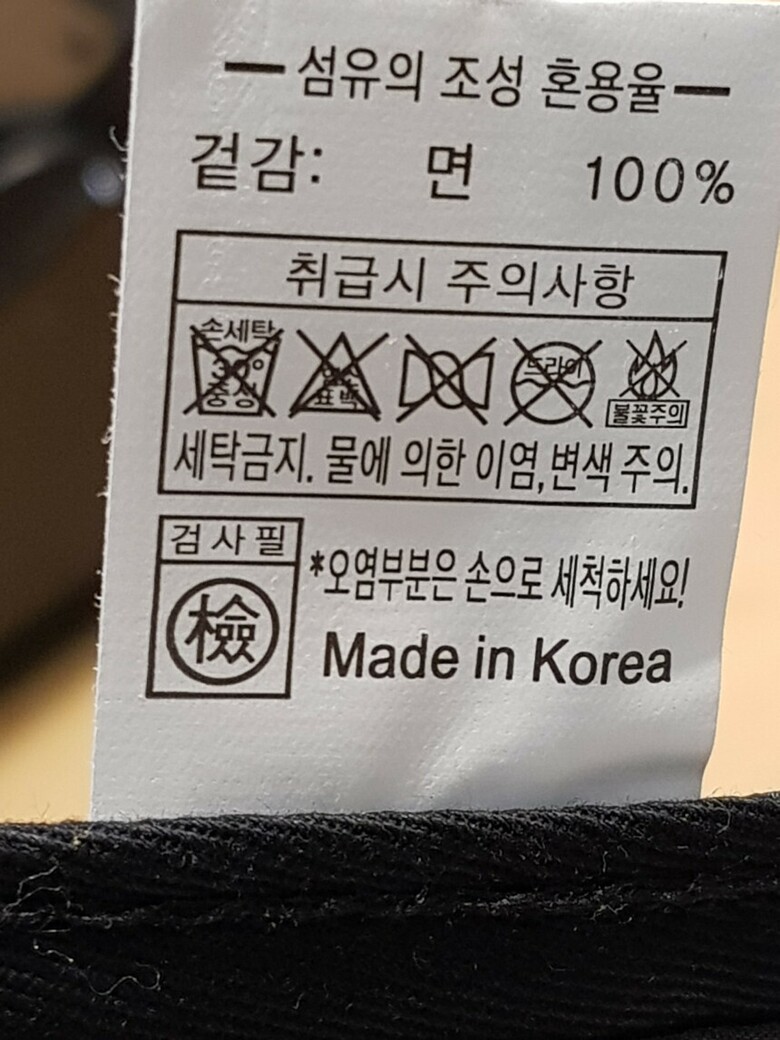 섬유의 조성 혼용율
겉감: 면 100%
취급시 주의사항
손세탁
30°
중성
염소
표백
드라이
불꽃주의
세탁금지. 물에 의한 이염,변색 주의.
검사필
檢
*오염부분은 손으로 세척하세요!
Made in Korea